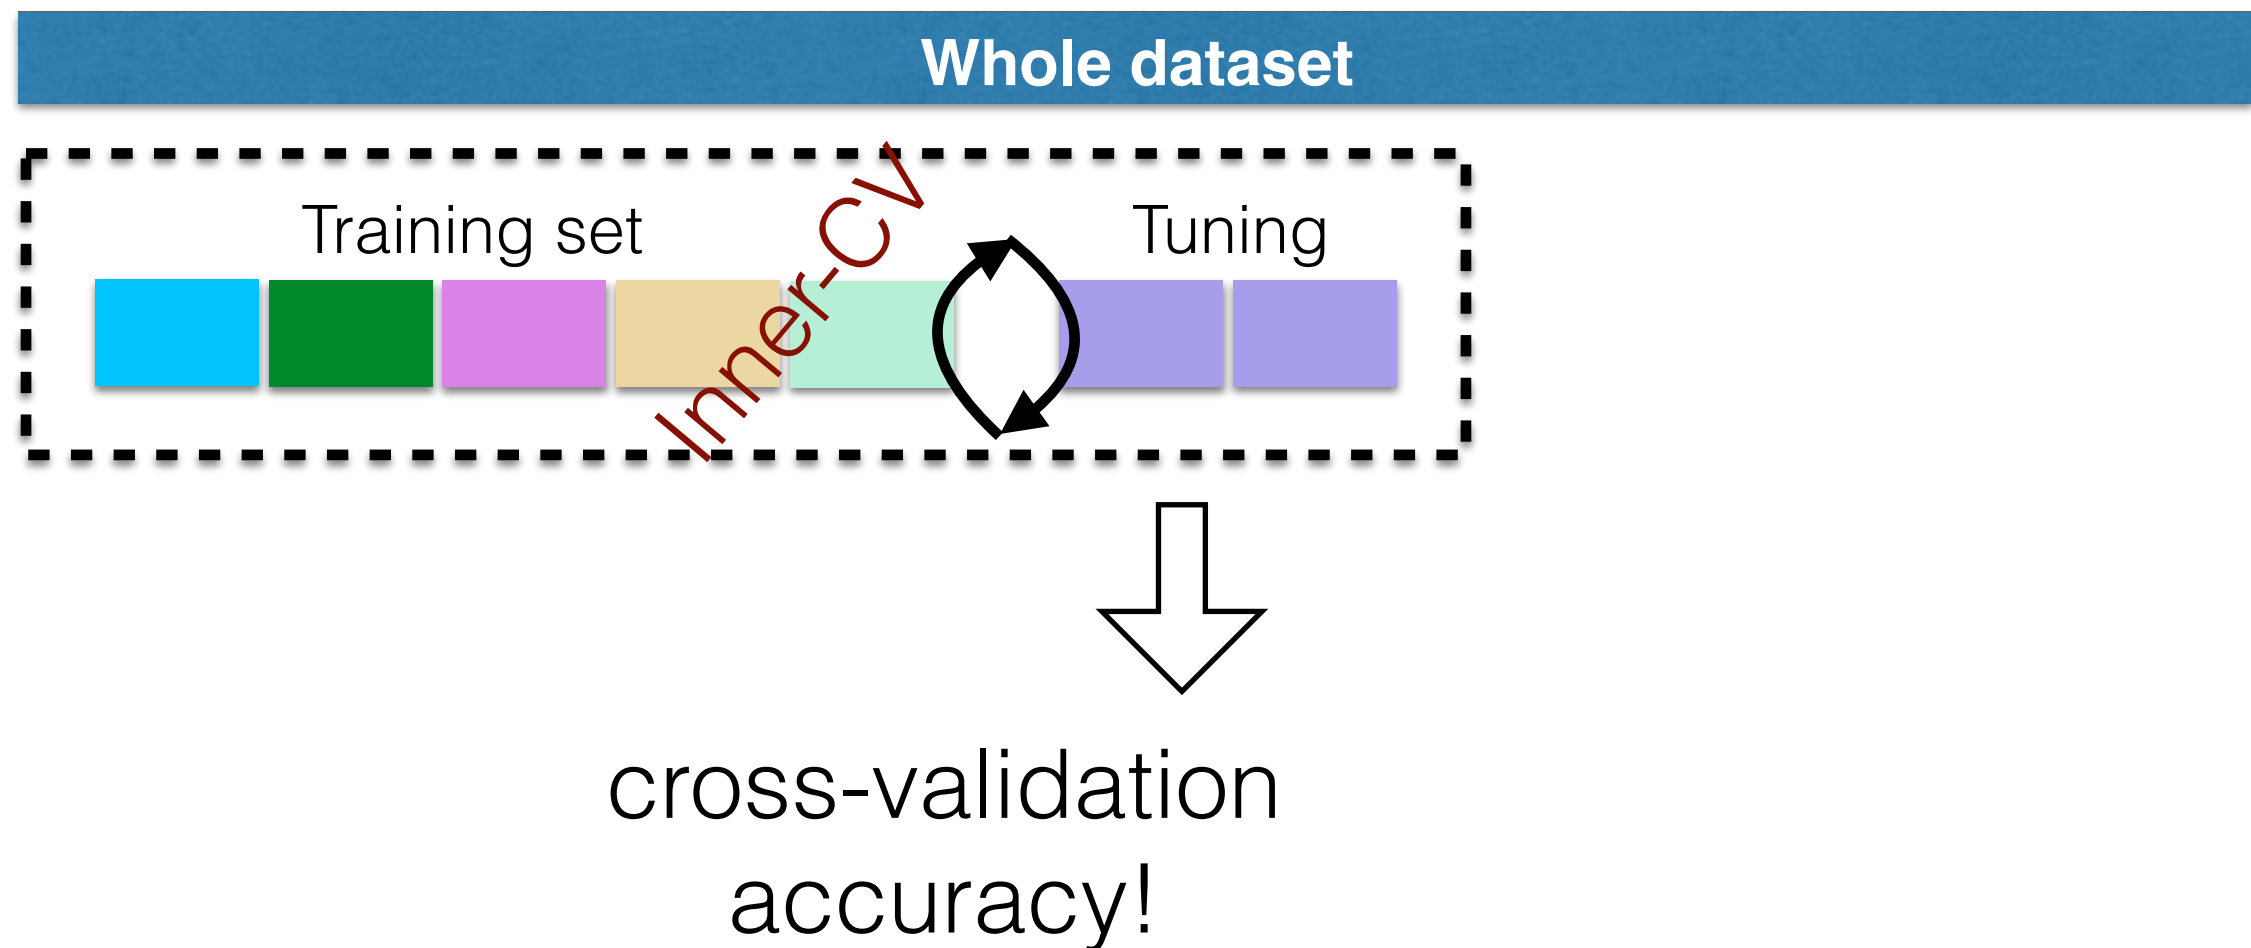 Whole dataset
Training set
Tuning
Inner-CV
cross-validation
accuracy!